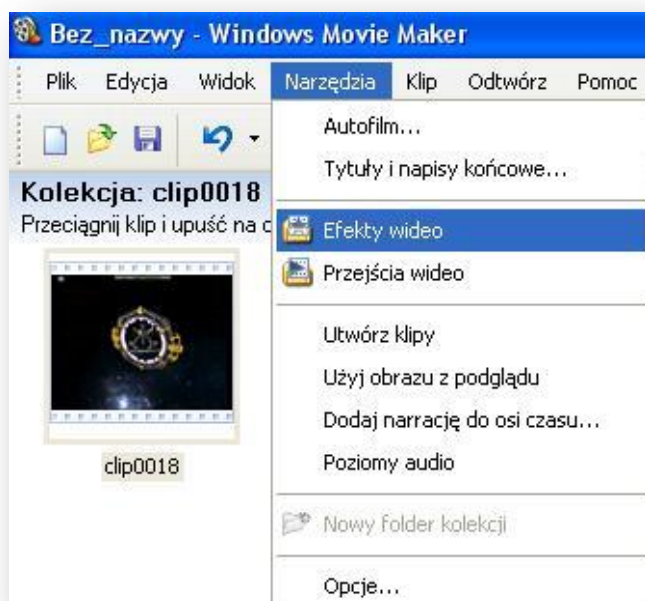 Bez_nazwy - Windows Movie Maker
Plik Edycja Widok Narzędzia Klip Odtwórz Pomoc
Autofilm...
Tytuły i napisy końcowe...
Kolekcja: clip0018
Przeciągnij klip i upuść na
Efekty wideo
Przejścia wideo
Utwórz klipy
Użyj obrazu z podglądu
Dodaj narrację do osi czasu...
Poziomy audio
clip0018
Nowy folder kolekcji
Opcje...